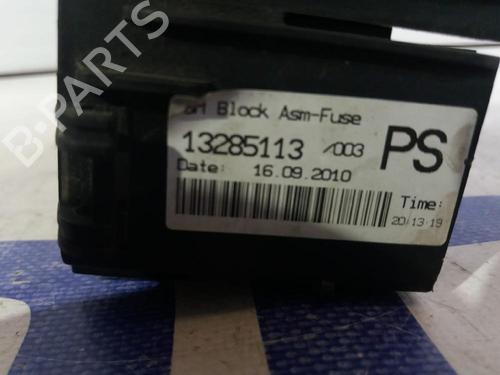 Block Asm-Fuse
13285113 /003 PS
Date: 16.09.2010
Time:
20:13:19
B-PARTS